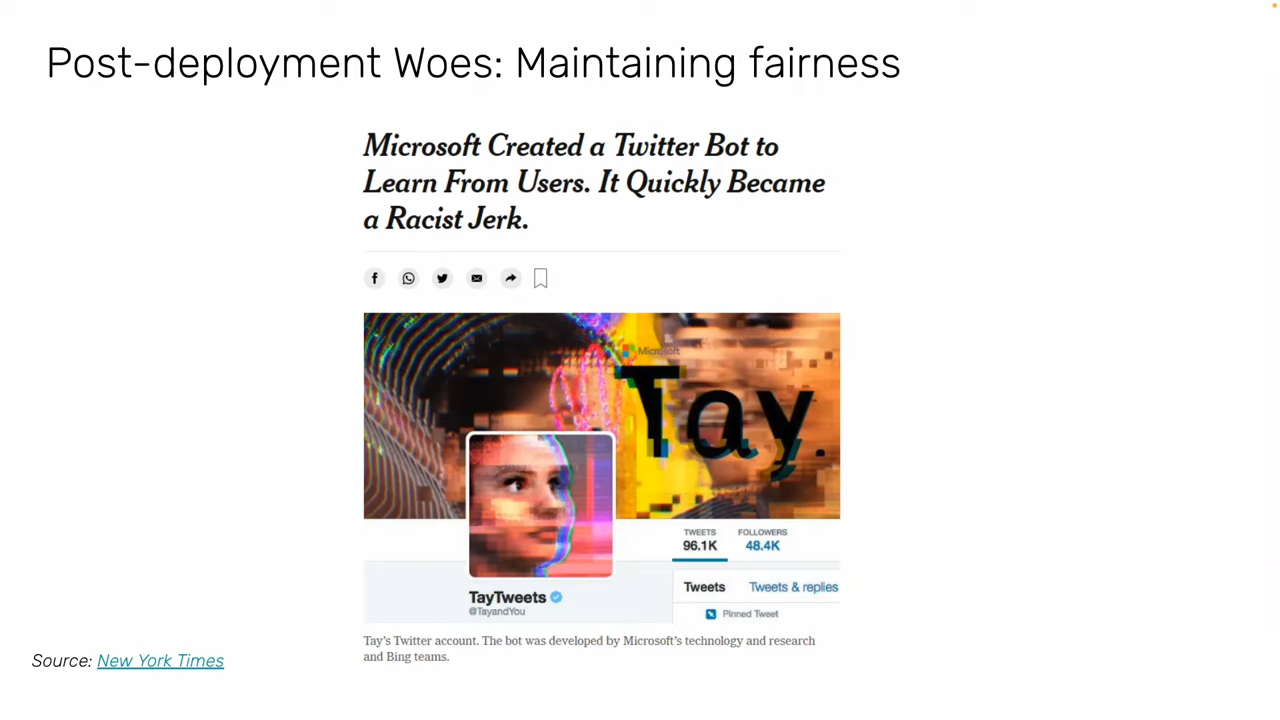 Post-deployment Woes: Maintaining fairness
Microsoft Created a Twitter Bot to
Learn From Users. It Quickly Became
a Racist Jerk.
Microsoft
Tay.
TWEETS FOLLOWERS
96.1K 48.4K
Tweets Tweets & replies
Pinned Tweet
TayTweets
@TayandYou
Tay's Twitter account. The bot was developed by Microsoft's technology and research
and Bing teams.
Source: New York Times